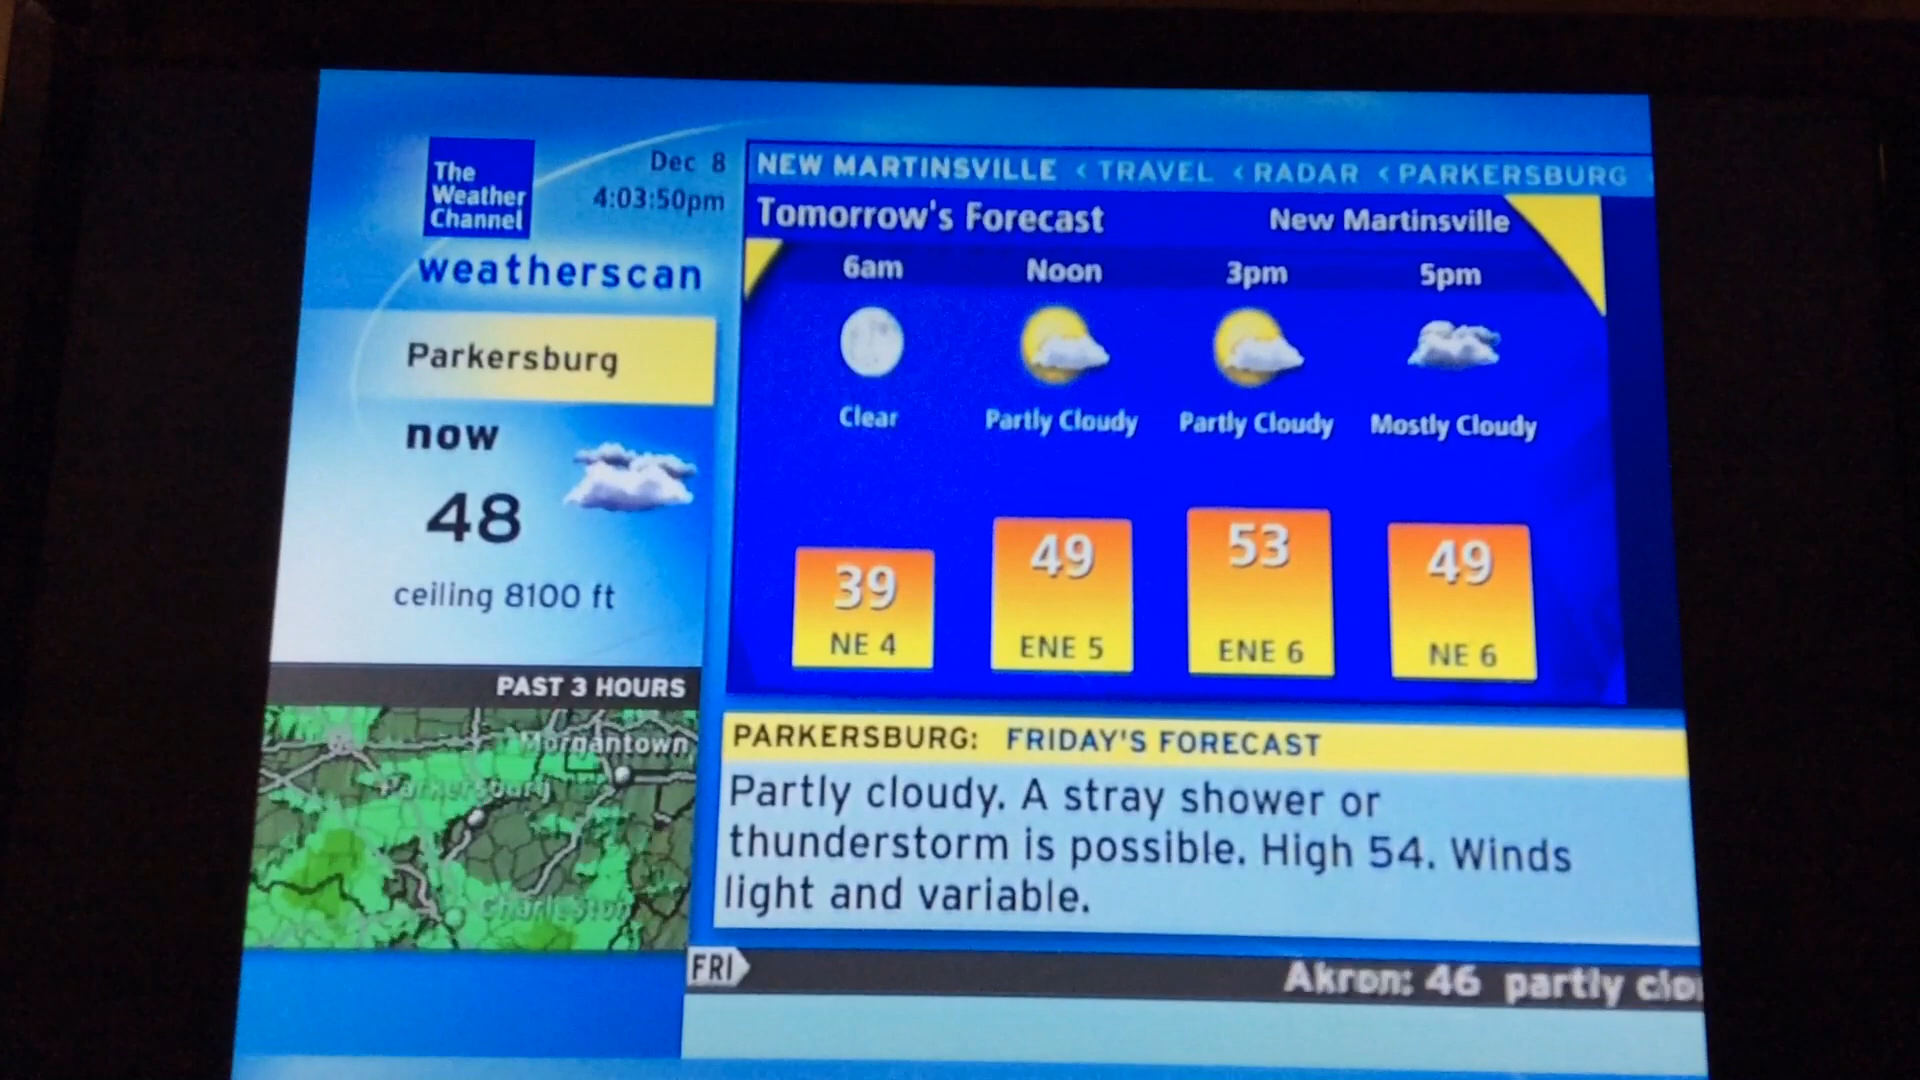 The
Weather
Channel
Dec 8
4:03:50pm
weatherscan
Parkersburg
now
48
ceiling 8100 ft
PAST 3 HOURS
Morgantown
Parkersburg
Charleston
NEW MARTINSVILLE < TRAVEL < RADAR < PARKERSBURG
Tomorrow's Forecast New Martinsville
6am Noon 3pm 5pm
Clear Partly Cloudy Partly Cloudy Mostly Cloudy
39 49 53 49
NE 4 ENE 5 ENE 6 NE 6
PARKERSBURG: FRIDAY'S FORECAST
Partly cloudy. A stray shower or
thunderstorm is possible. High 54. Winds
light and variable.
FRI Akron: 46 partly clo